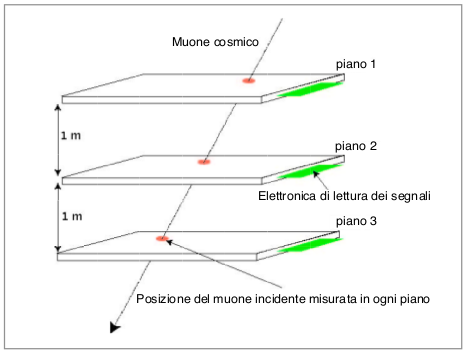 Muone cosmico
piano 1
1 m
piano 2
Elettronica di lettura dei segnali
1 m
piano 3
Posizione del muone incidente misurata in ogni piano